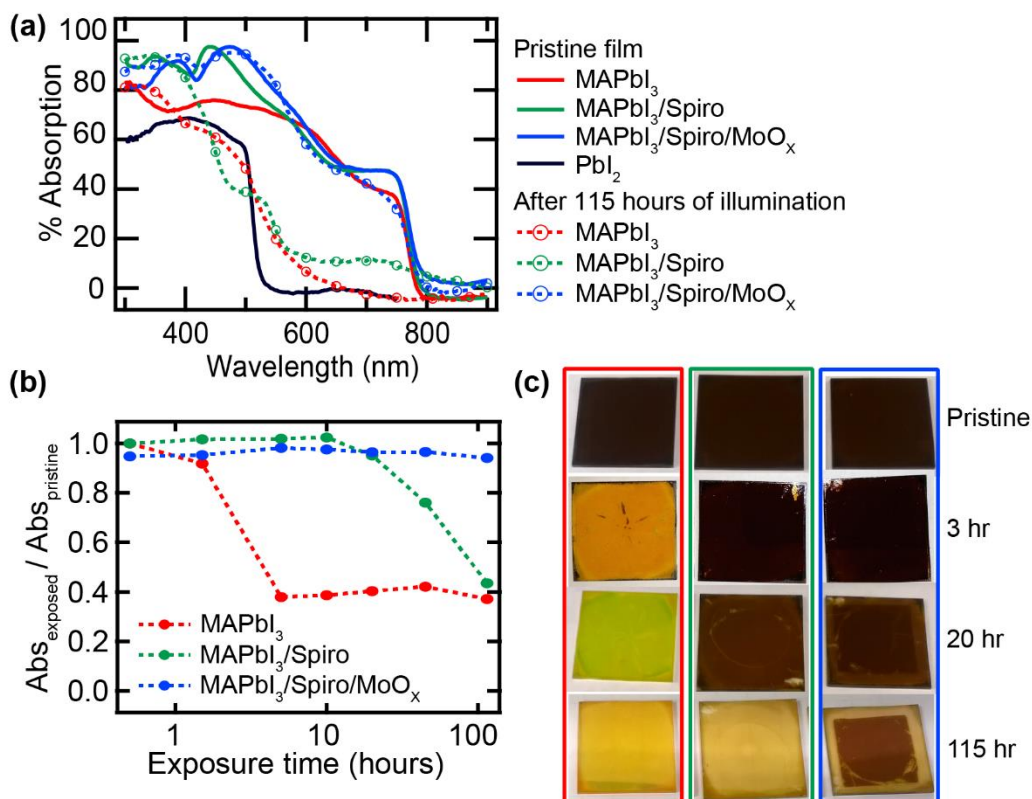 (a)
100
80
60
40
20
0
% Absorption
400
600
800
Wavelength (nm)
Pristine film
MAPbI₃
MAPbI₃/Spiro
MAPbI₃/Spiro/MoOₓ
PbI₂
After 115 hours of illumination
MAPbI₃
MAPbI₃/Spiro
MAPbI₃/Spiro/MoOₓ
(b)
1.0
0.8
0.6
0.4
0.2
0.0
Abs_exposed / Abs_pristine
MAPbI₃
MAPbI₃/Spiro
MAPbI₃/Spiro/MoOₓ
1
10
100
Exposure time (hours)
(c)
Pristine
3 hr
20 hr
115 hr